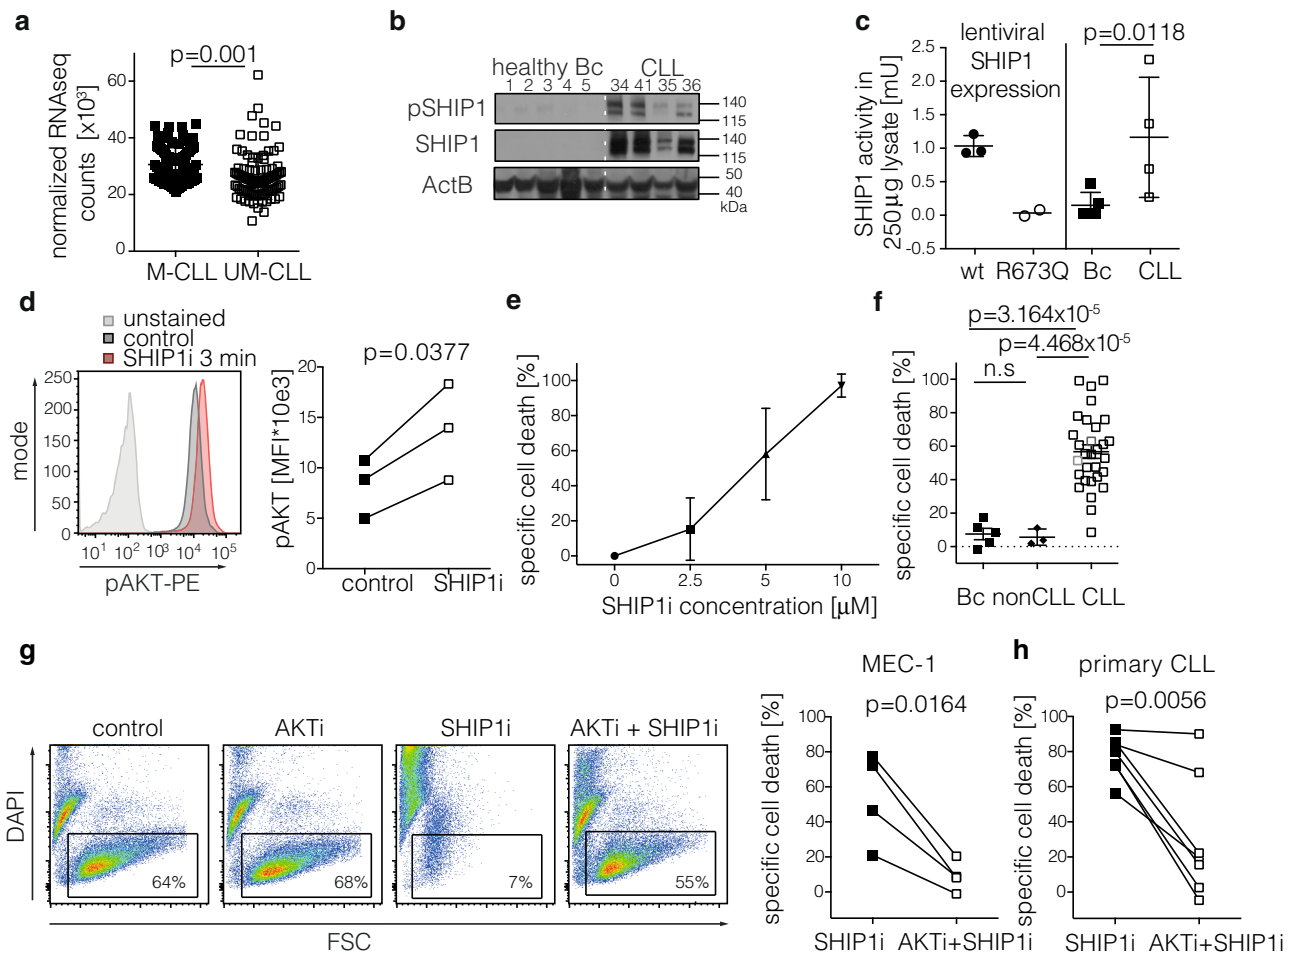 a
p=0.001
normalized RNAseq
counts [x10³]
60
40
20
0
M-CLL UM-CLL
b
healthy Bc CLL
1 2 3 4 5 34 41 35 36
pSHIP1
140
115
SHIP1
140
115
ActB
50
40
kDa
c
lentiviral
SHIP1
expression
p=0.0118
SHIP1 activity in
250µg lysate [mU]
2.5
2.0
1.5
1.0
0.5
0.0
-0.5
wt R673Q Bc CLL
d
unstained
control
SHIP1i 3 min
mode
250
200
150
100
50
0
10¹ 10² 10³ 10⁴ 10⁵
pAKT-PE
p=0.0377
pAKT [MFI*10e3]
20
15
10
5
0
control SHIP1i
e
specific cell death [%]
100
80
60
40
20
0
0 2.5 5 10
SHIP1i concentration [µM]
f
p=3.164x10⁻⁵
p=4.468x10⁻⁵
n.s
specific cell death [%]
100
80
60
40
20
0
Bc nonCLL CLL
g
control AKTi SHIP1i AKTi + SHIP1i
DAPI
64% 68% 7% 55%
FSC
MEC-1
p=0.0164
specific cell death [%]
100
80
60
40
20
0
SHIP1i AKTi+SHIP1i
h
primary CLL
p=0.0056
specific cell death [%]
100
80
60
40
20
0
SHIP1i AKTi+SHIP1i